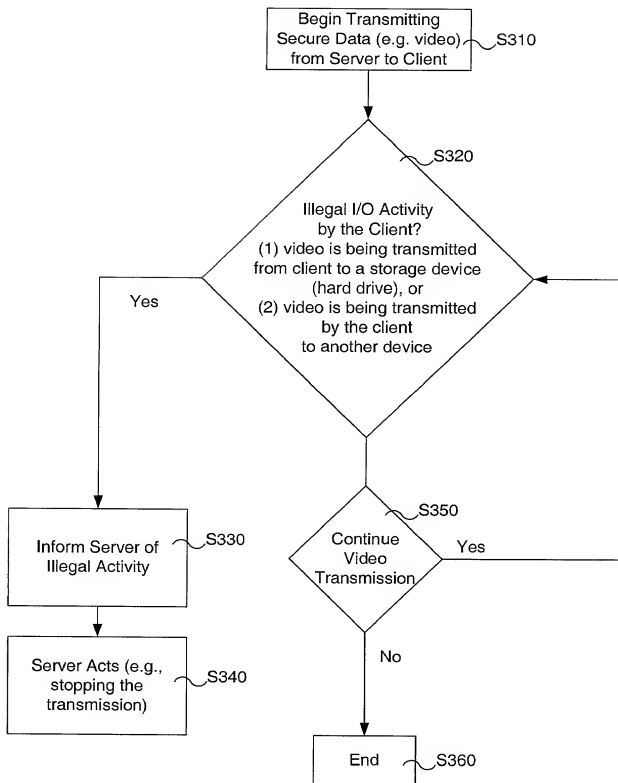 Begin Transmitting
Secure Data (e.g. video)
from Server to Client
S310
S320
Illegal I/O Activity
by the Client?
(1) video is being transmitted
from client to a storage device
(hard drive), or
(2) video is being transmitted
by the client
to another device
Yes
S350
Continue
Video
Transmission
Yes
S330
Inform Server of
Illegal Activity
Server Acts (e.g.,
stopping the
transmission)
S340
No
End
S360